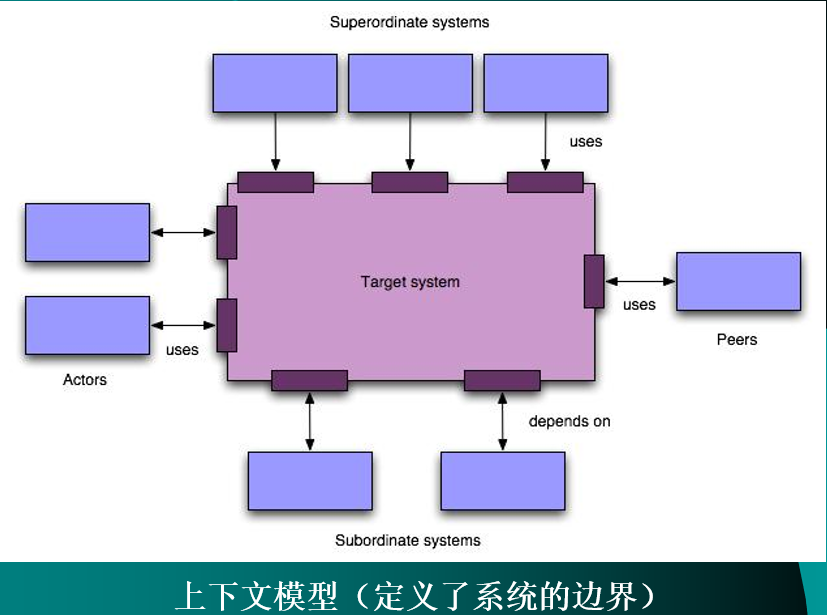 Superordinate systems
uses
Target system
uses
Peers
uses
Actors
depends on
Subordinate systems
上下文模型（定义了系统的边界）